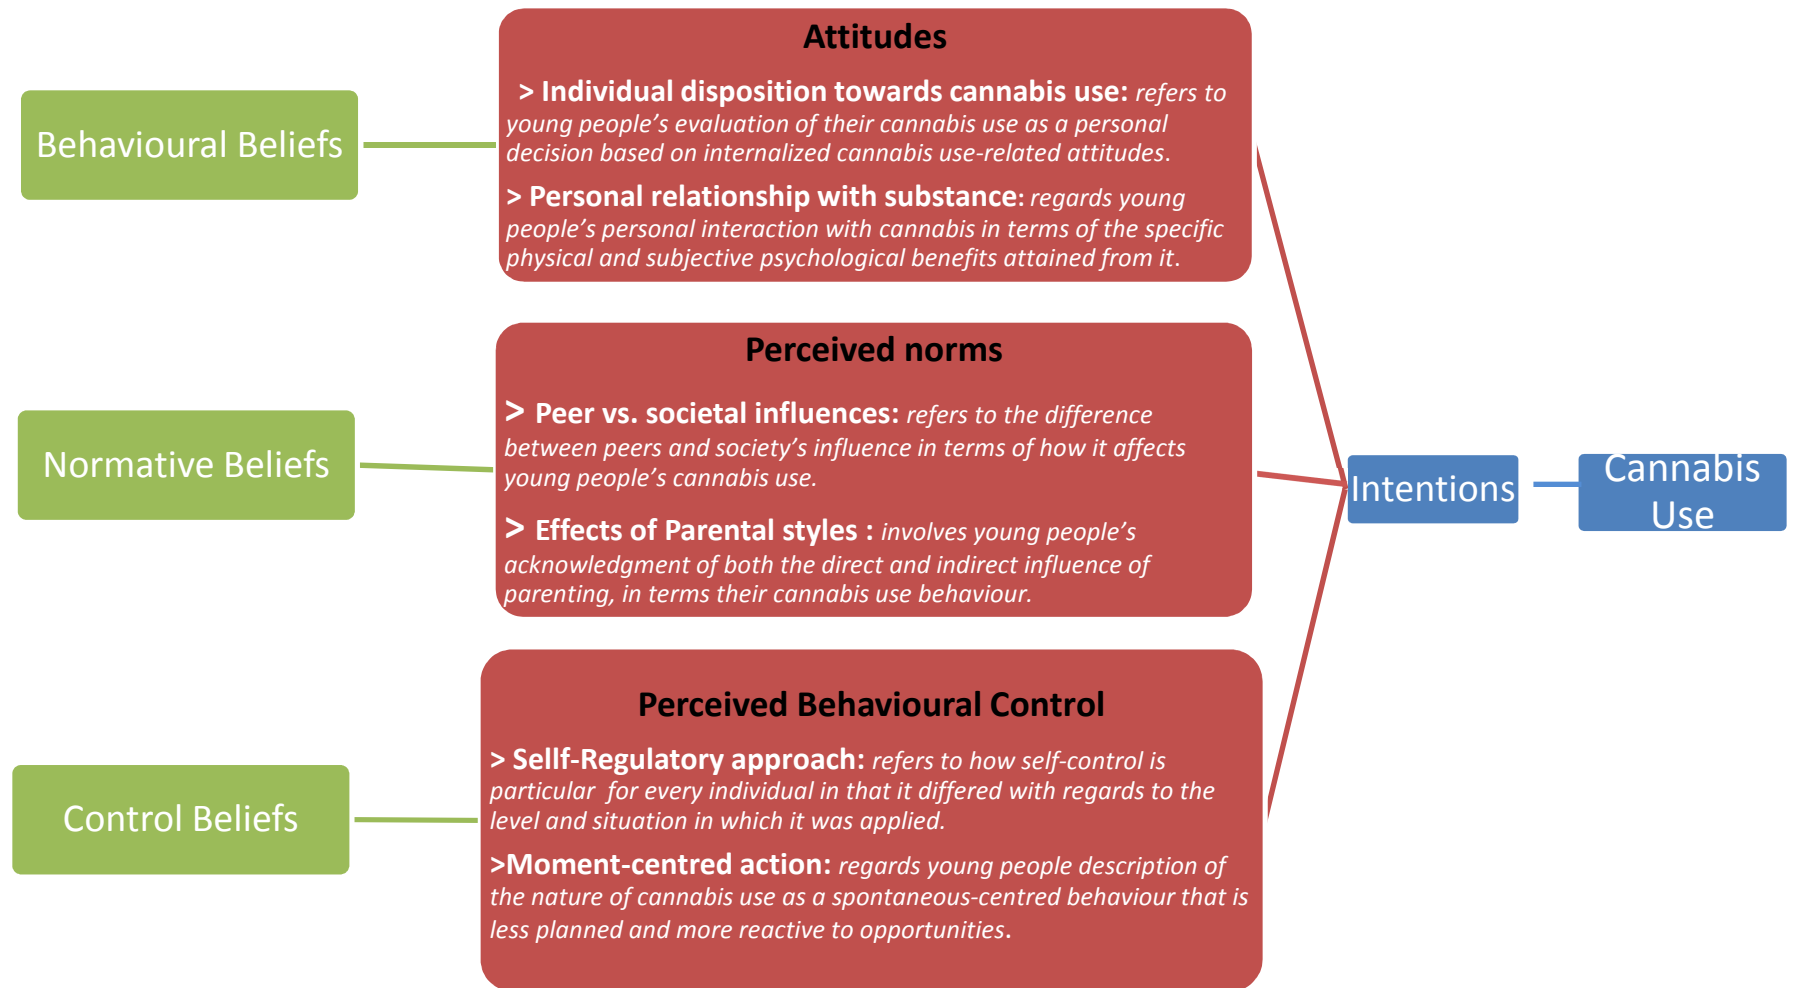 Behavioural Beliefs
Attitudes
> Individual disposition towards cannabis use: refers to
young people’s evaluation of their cannabis use as a personal
decision based on internalized cannabis use-related attitudes.
> Personal relationship with substance: regards young
people’s personal interaction with cannabis in terms of the specific
physical and subjective psychological benefits attained from it.
Normative Beliefs
Perceived norms
> Peer vs. societal influences: refers to the difference
between peers and society’s influence in terms of how it affects
young people’s cannabis use.
> Effects of Parental styles : involves young people’s
acknowledgment of both the direct and indirect influence of
parenting, in terms their cannabis use behaviour.
Control Beliefs
Perceived Behavioural Control
> Sellf-Regulatory approach: refers to how self-control is
particular for every individual in that it differed with regards to the
level and situation in which it was applied.
>Moment-centred action: regards young people description of
the nature of cannabis use as a spontaneous-centred behaviour that is
less planned and more reactive to opportunities.
Intentions
Cannabis
Use